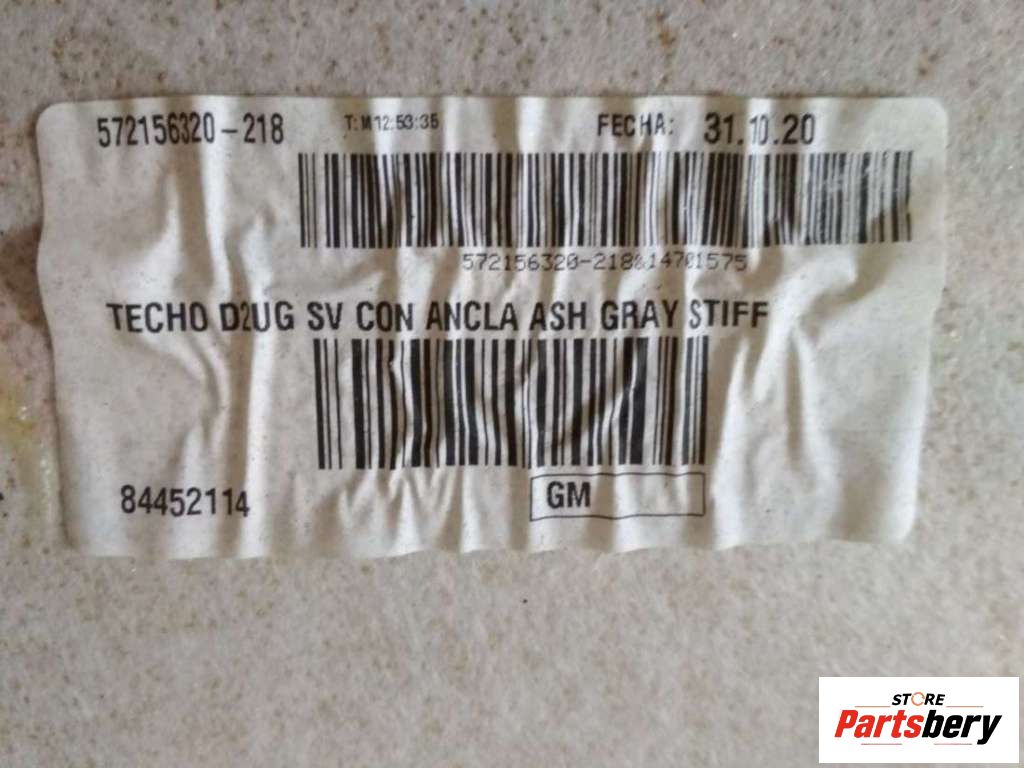 572156320-218 T: M 12:53:35 FECHA: 31.10.20
572156320-218&14701575
TECHO D2UG SV CON ANCLA ASH GRAY STIFF
84452114 GM
STORE
Partsbery